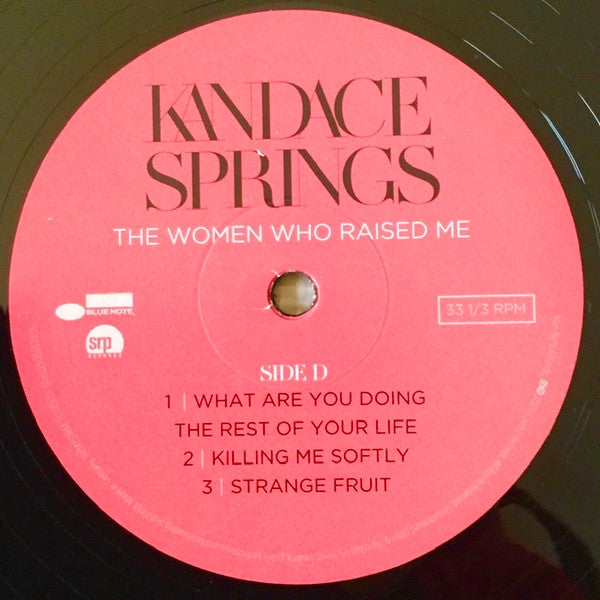 KANDACE
SPRINGS
THE WOMEN WHO RAISED ME
BLUE NOTE
srp
RECORDS
33 1/3 RPM
SIDE D
1 | WHAT ARE YOU DOING
THE REST OF YOUR LIFE
2 | KILLING ME SOFTLY
3 | STRANGE FRUIT